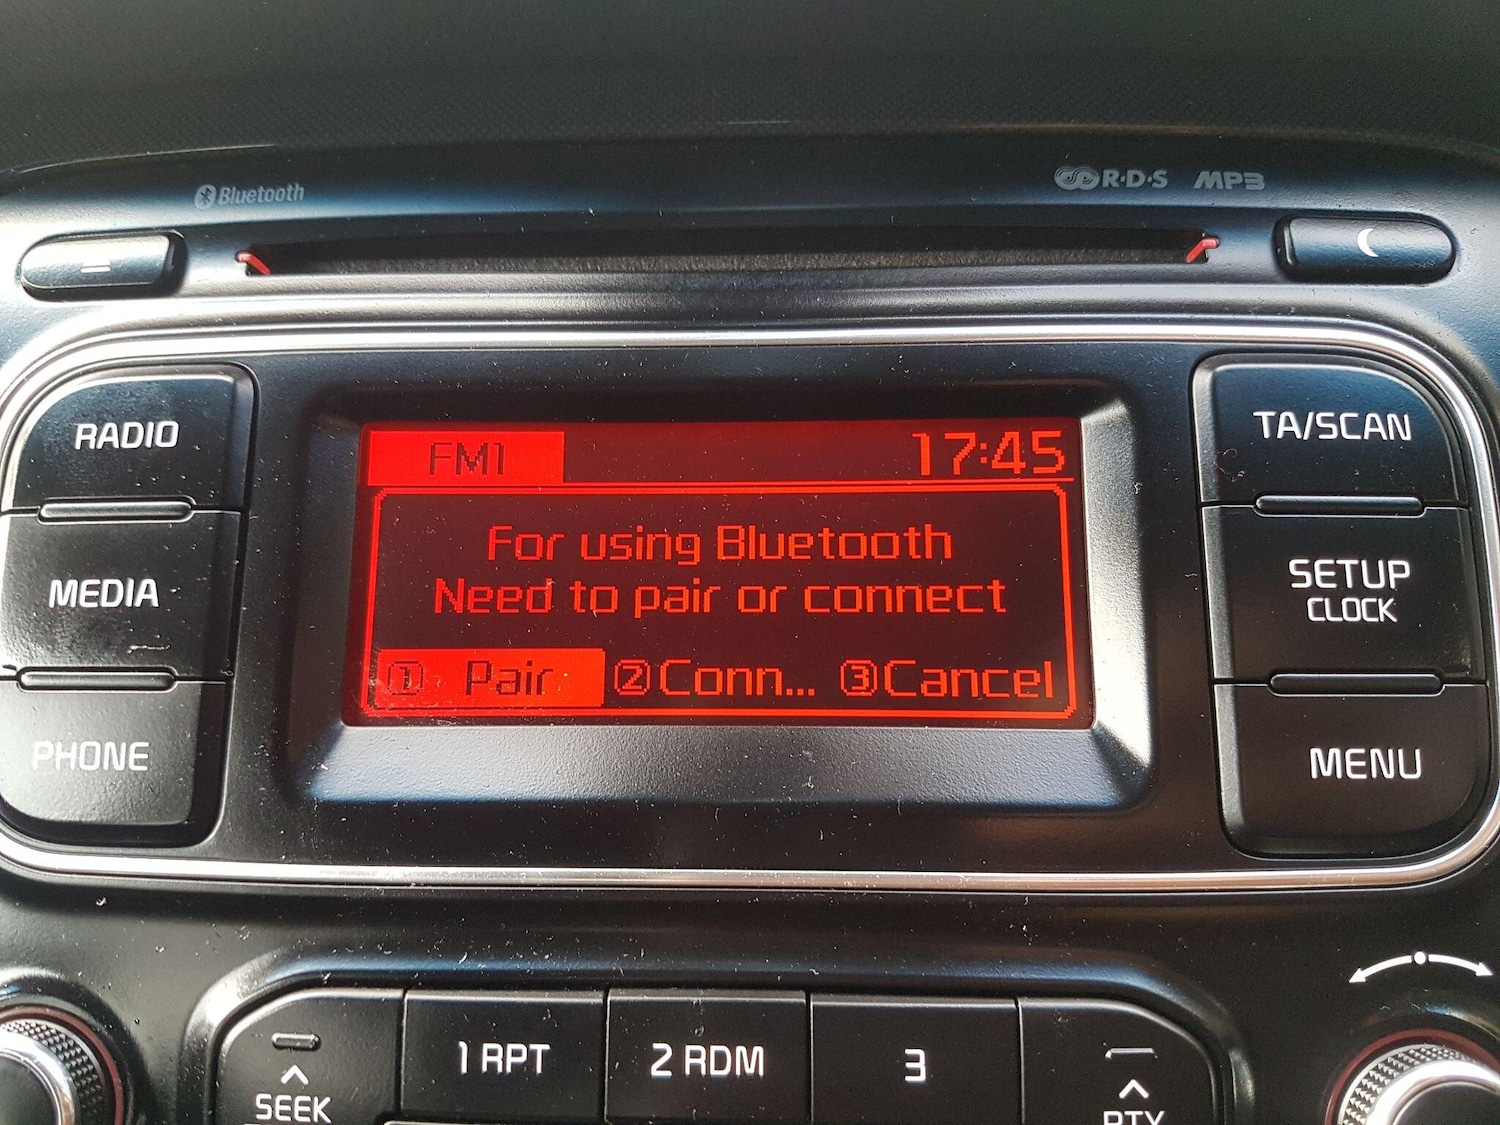 Bluetooth
R·D·S MP3
RADIO
MEDIA
PHONE
FM1 17:45
For using Bluetooth
Need to pair or connect
① Pair ②Conn... ③Cancel
TA/SCAN
SETUP
CLOCK
MENU
SEEK
1 RPT
2 RDM
3
PTY